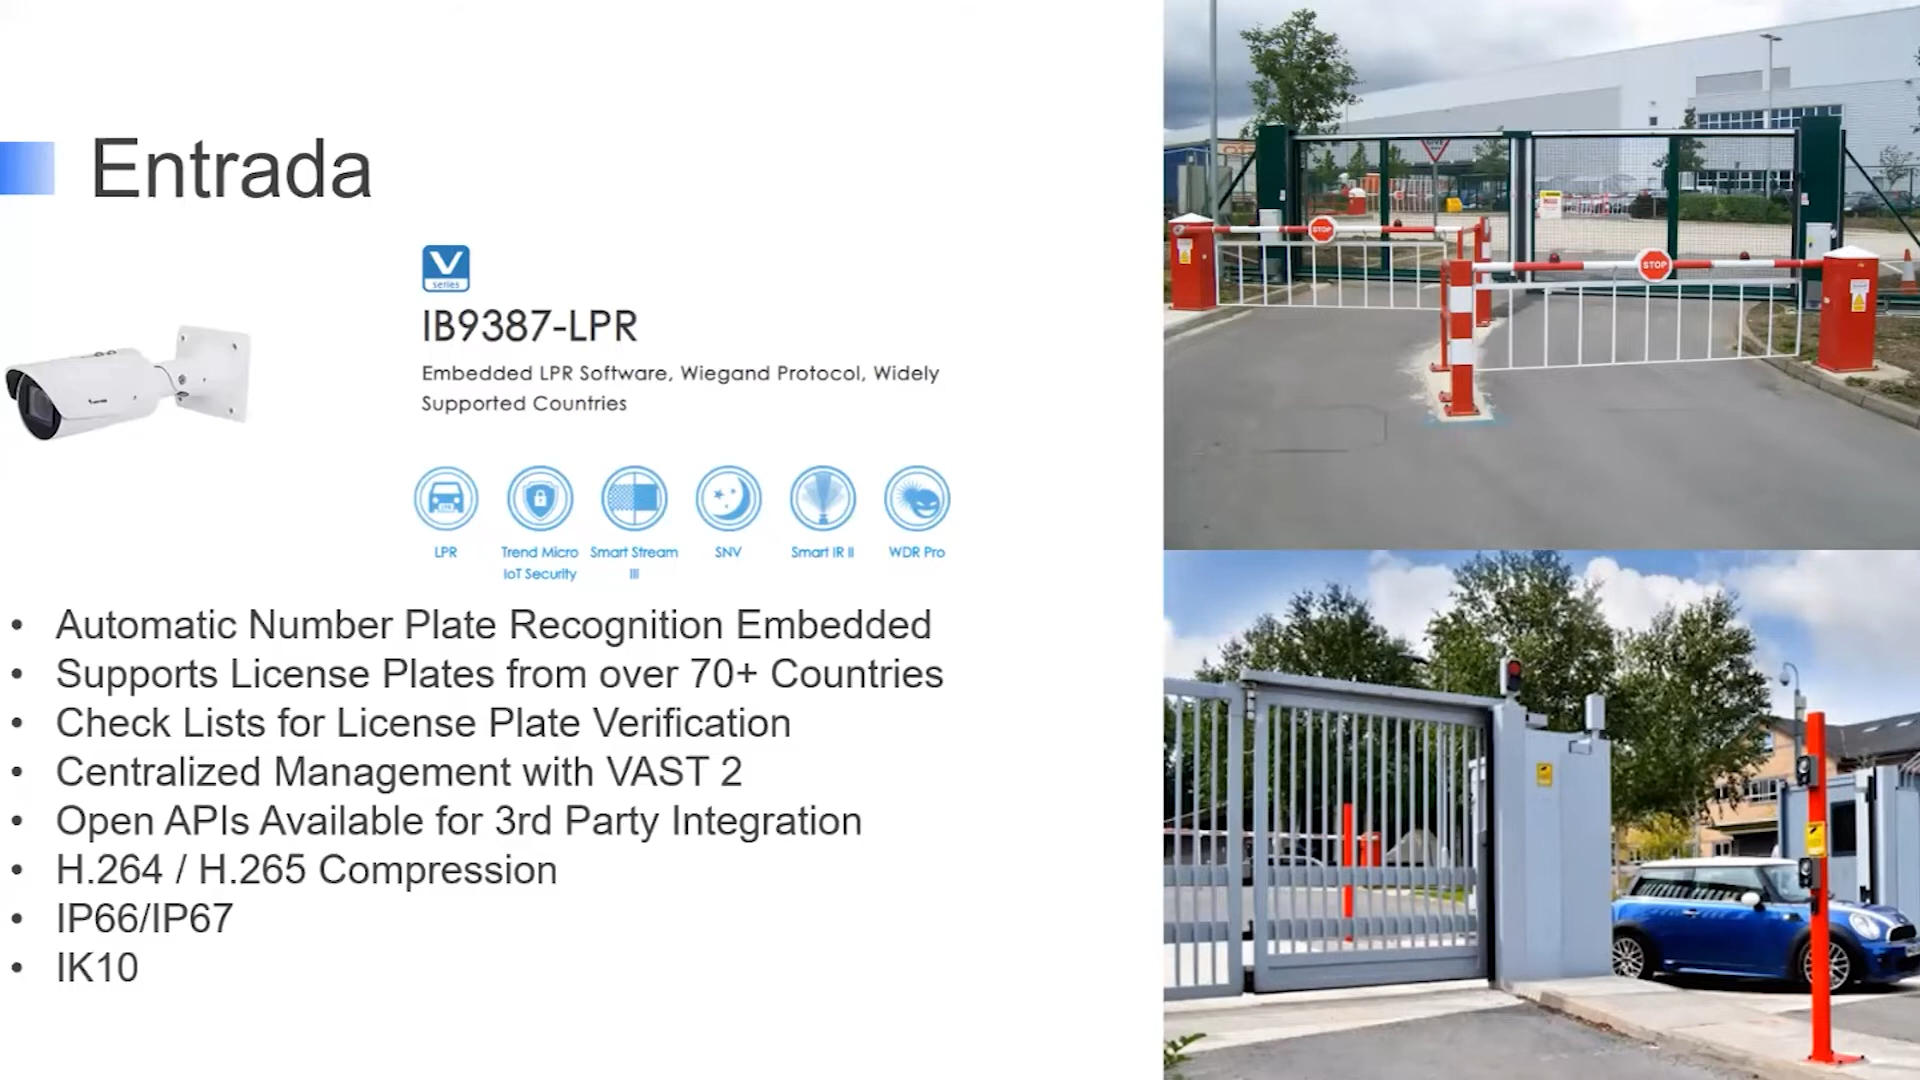 Entrada
V
series
IB9387-LPR
Embedded LPR Software, Wiegand Protocol, Widely
Supported Countries
LPR
Trend Micro
IoT Security
Smart Stream
III
SNV
Smart IR II
WDR Pro
• Automatic Number Plate Recognition Embedded
• Supports License Plates from over 70+ Countries
• Check Lists for License Plate Verification
• Centralized Management with VAST 2
• Open APIs Available for 3rd Party Integration
• H.264 / H.265 Compression
• IP66/IP67
• IK10
GIVE
STOP
STOP